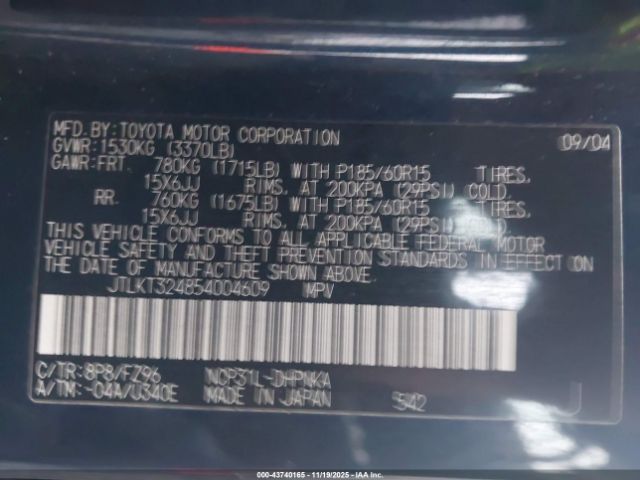 MFD. BY: TOYOTA MOTOR CORPORATION 09/04
GVWR: 1530KG (3370LB)
GAWR: FRT 780KG (1715LB) WITH P185/60R15 TIRES,
15X6JJ RIMS, AT 200KPA (29PSI) COLD
RR 760KG (1675LB) WITH P185/60R15 TIRES,
15X6JJ RIMS, AT 200KPA (29PSI)
THIS VEHICLE CONFORMS TO ALL APPLICABLE FEDERAL MOTOR
VEHICLE SAFETY AND THEFT PREVENTION STANDARDS IN EFFECT ON
THE DATE OF MANUFACTURE SHOWN ABOVE.
JTLKT324854004609 MPV
C/TR: 8P8/FZ96 NCP31L-DHPNKA
A/TM: -04A/U340E MADE IN JAPAN 542 J
000-43740165 - 11/19/2025 - IAA Inc.